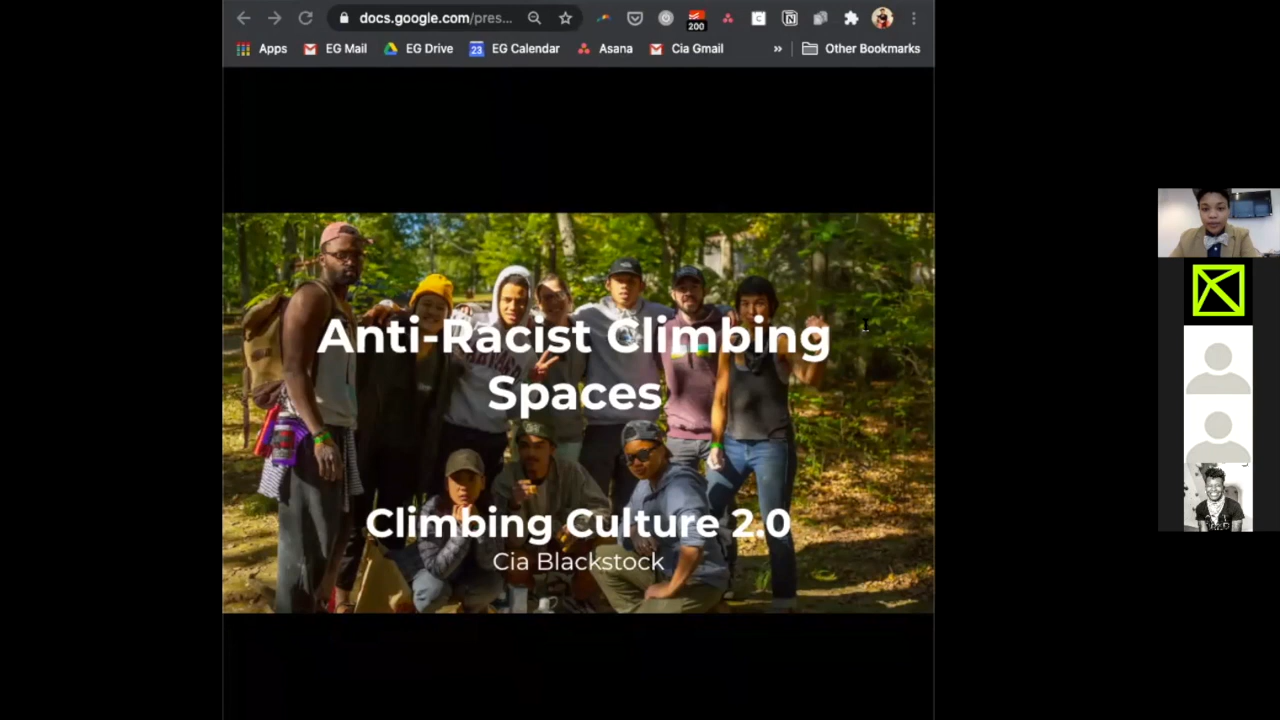 docs.google.com/pres...
200
Apps
EG Mail
EG Drive
23
EG Calendar
Asana
Cia Gmail
»
Other Bookmarks
Anti-Racist Climbing
Spaces
Climbing Culture 2.0
Cia Blackstock